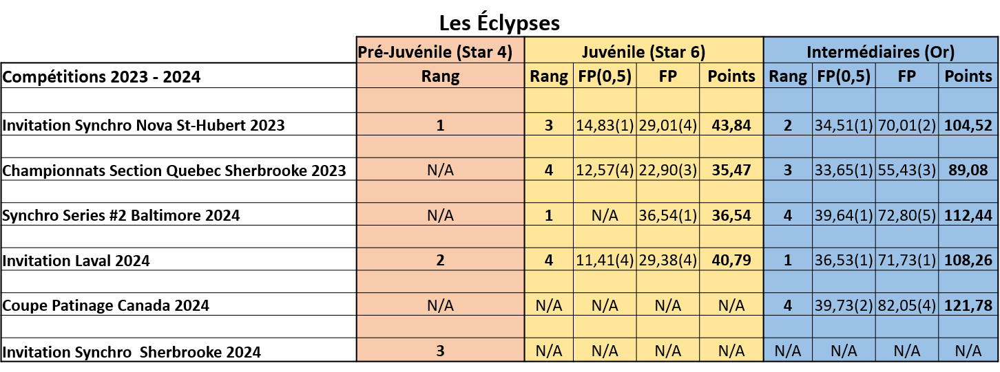 Les Éclypses
Pré-Juvénile (Star 4) Juvénile (Star 6) Intermédiaires (Or)
Compétitions 2023 - 2024 Rang Rang FP(0,5) FP Points Rang FP(0,5) FP Points
Invitation Synchro Nova St-Hubert 2023 1 3 14,83(1) 29,01(4) 43,84 2 34,51(1) 70,01(2) 104,52
Championnats Section Quebec Sherbrooke 2023 N/A 4 12,57(4) 22,90(3) 35,47 3 33,65(1) 55,43(3) 89,08
Synchro Series #2 Baltimore 2024 N/A 1 N/A 36,54(1) 36,54 4 39,64(1) 72,80(5) 112,44
Invitation Laval 2024 2 4 11,41(4) 29,38(4) 40,79 1 36,53(1) 71,73(1) 108,26
Coupe Patinage Canada 2024 N/A N/A N/A N/A N/A 4 39,73(2) 82,05(4) 121,78
Invitation Synchro Sherbrooke 2024 3 N/A N/A N/A N/A N/A N/A N/A N/A